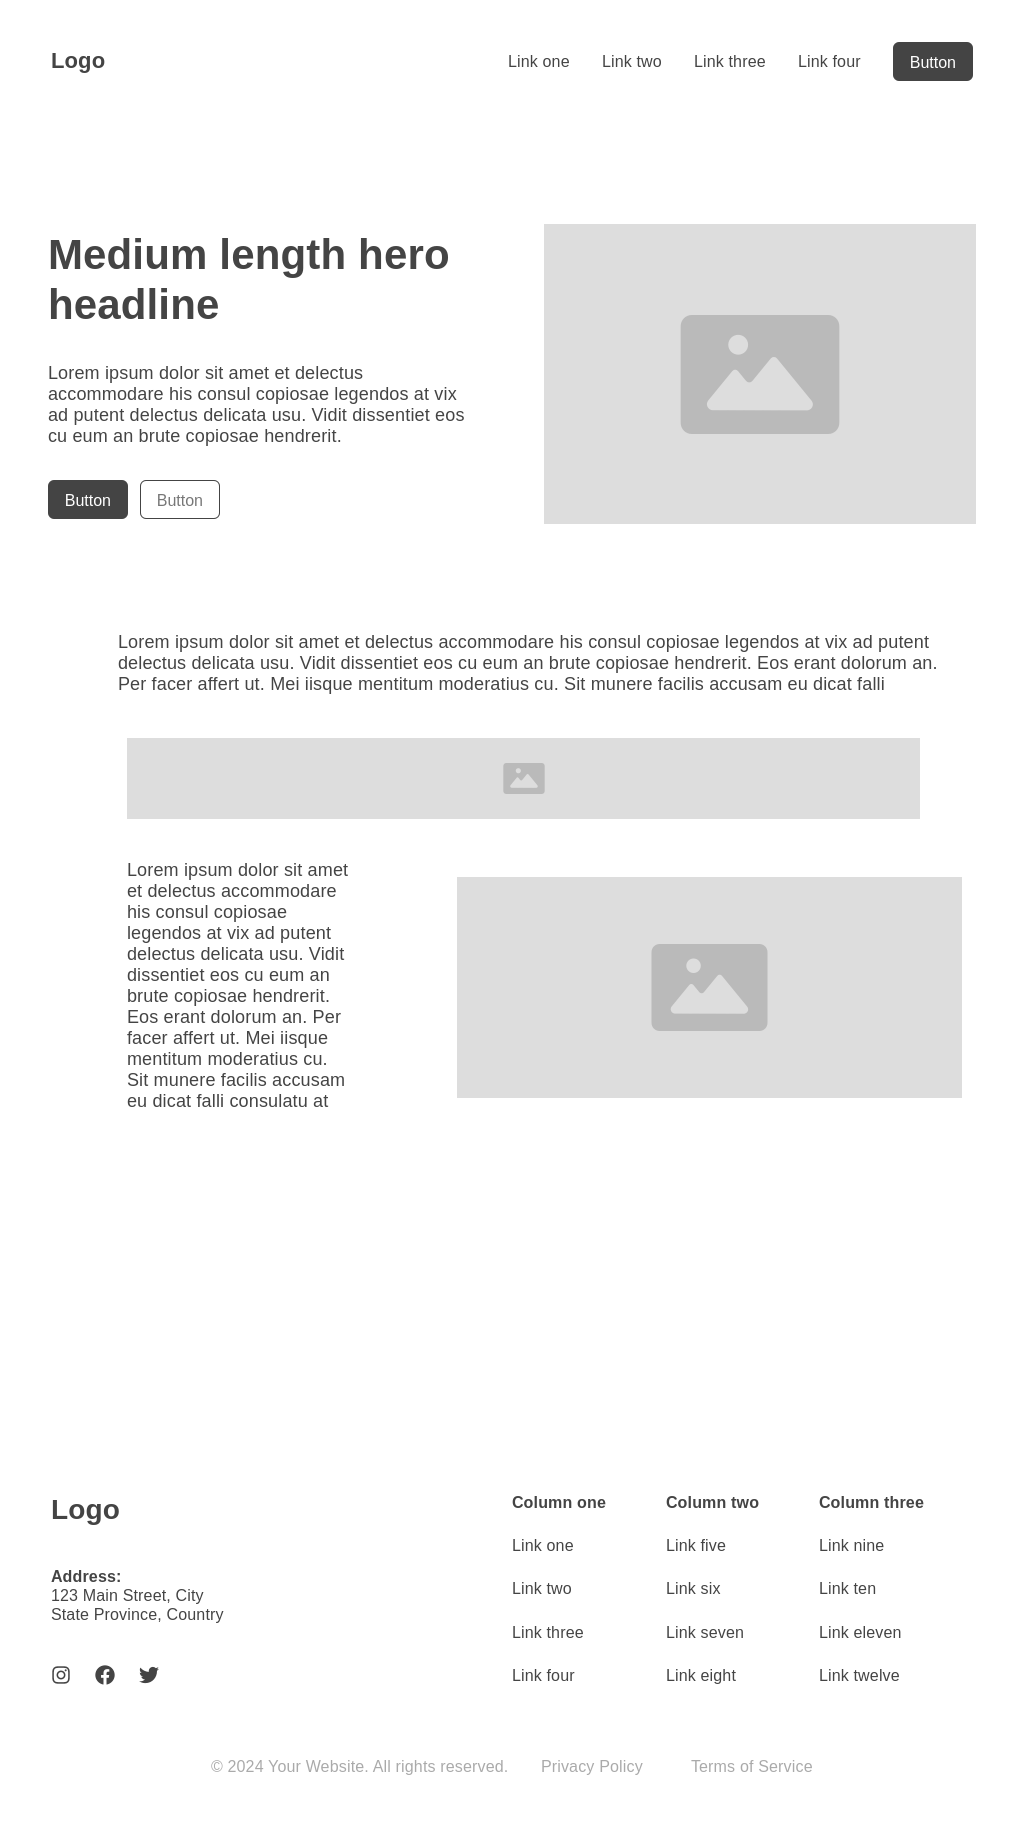 Logo
Link one
Link two
Link three
Link four
Button
Medium length hero
headline
Lorem ipsum dolor sit amet et delectus
accommodare his consul copiosae legendos at vix
ad putent delectus delicata usu. Vidit dissentiet eos
cu eum an brute copiosae hendrerit.
Button
Button
Lorem ipsum dolor sit amet et delectus accommodare his consul copiosae legendos at vix ad putent
delectus delicata usu. Vidit dissentiet eos cu eum an brute copiosae hendrerit. Eos erant dolorum an.
Per facer affert ut. Mei iisque mentitum moderatius cu. Sit munere facilis accusam eu dicat falli
Lorem ipsum dolor sit amet
et delectus accommodare
his consul copiosae
legendos at vix ad putent
delectus delicata usu. Vidit
dissentiet eos cu eum an
brute copiosae hendrerit.
Eos erant dolorum an. Per
facer affert ut. Mei iisque
mentitum moderatius cu.
Sit munere facilis accusam
eu dicat falli consulatu at
Logo
Address:
123 Main Street, City
State Province, Country
Column one
Link one
Link two
Link three
Link four
Column two
Link five
Link six
Link seven
Link eight
Column three
Link nine
Link ten
Link eleven
Link twelve
© 2024 Your Website. All rights reserved.
Privacy Policy
Terms of Service